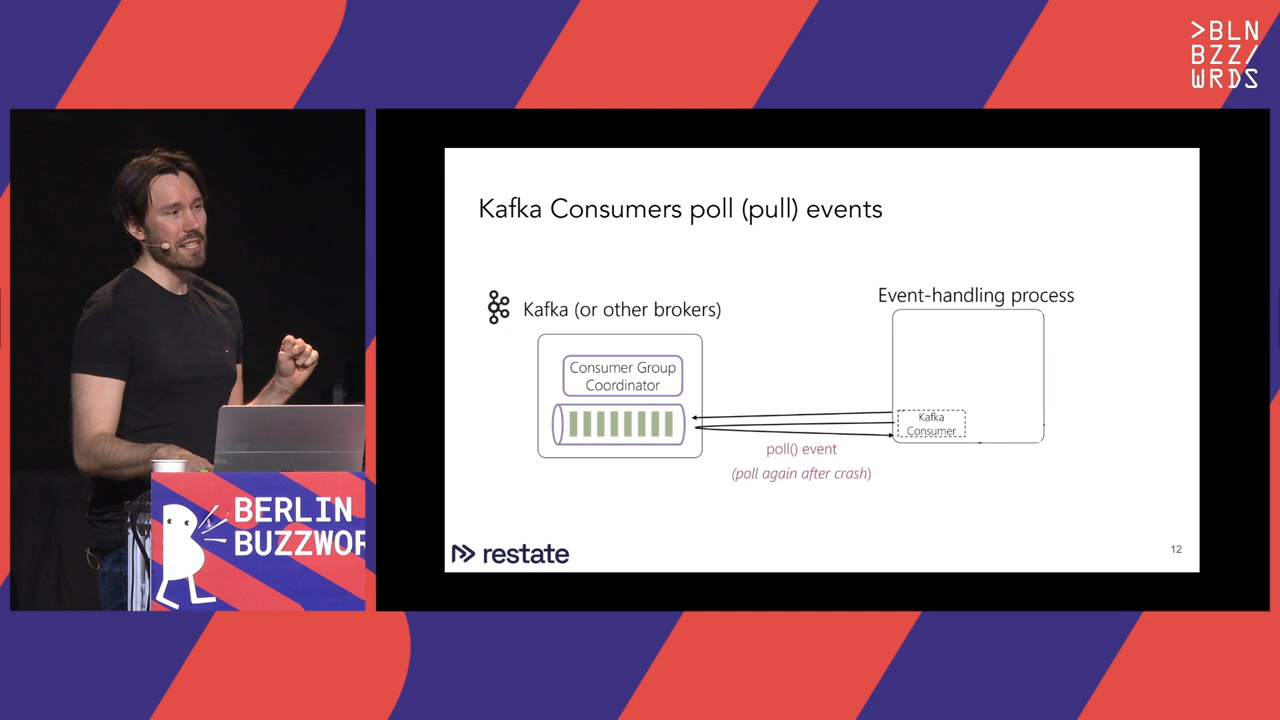 >BLN
BZZ/
WRDS
Kafka Consumers poll (pull) events
Kafka (or other brokers)
Event-handling process
Consumer Group
Coordinator
Kafka
Consumer
poll() event
(poll again after crash)
restate
12
BERLIN
BUZZWOR